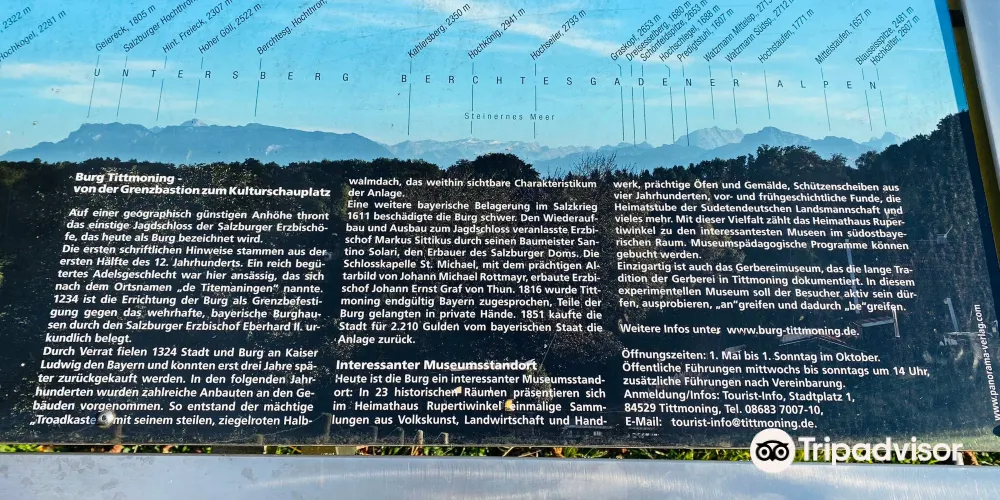 2322 m
Hochkogel, 2281 m
Geiereck, 1805 m
Salzburger Hochthron,
Hint. Freieck, 2307 m
Hoher Göll, 2522 m
Berchtesg. Hochthron,
Kahlersberg, 2350 m
Hochkönig, 2941 m
Hochseiler, 2793 m
Graskopf, 2653 m
Dreisesselberg, 1680 m
Schönfeldspitze, 2653 m
Hochschlegel, 1688 m
Predigtstuhl, 1607 m
Watzmann Mittelsp., 2712 m
Watzmann Südsp., 2712
Hochstaufen, 1771 m
Mittelstaufen, 1657 m
Blaueisspitze, 2481 m
Hochkalter, 2607 m
UNTERSBERG BERCHTESGADENER ALPEN
Steinernes Meer
Burg Tittmoning -
von der Grenzbastion zum Kulturschauplatz
Auf einer geographisch günstigen Anhöhe thront
das einstige Jagdschloss der Salzburger Erzbischö-
fe, das heute als Burg bezeichnet wird.
Die ersten schriftlichen Hinweise stammen aus der
ersten Hälfte des 12. Jahrhunderts. Ein reich begü-
tertes Adelsgeschlecht war hier ansässig, das sich
nach dem Ortsnamen „de Titemaningen“ nannte.
1234 ist die Errichtung der Burg als Grenzbefesti-
gung gegen das wehrhafte, bayerische Burghau-
sen durch den Salzburger Erzbischof Eberhard II. ur-
kundlich belegt.
Durch Verrat fielen 1324 Stadt und Burg an Kaiser
Ludwig den Bayern und konnten erst drei Jahre spä-
ter zurückgekauft werden. In den folgenden Jahr-
hunderten wurden zahlreiche Anbauten an den Ge-
bäuden vorgenommen. So entstand der mächtige
„Troadkasten“ mit seinem steilen, ziegelroten Halb-
walmdach, das weithin sichtbare Charakteristikum
der Anlage.
Eine weitere bayerische Belagerung im Salzkrieg
1611 beschädigte die Burg schwer. Den Wiederauf-
bau und Ausbau zum Jagdschloss veranlasste Erzbi-
schof Markus Sittikus durch seinen Baumeister San-
tino Solari, den Erbauer des Salzburger Doms. Die
Schlosskapelle St. Michael, mit dem prächtigen Al-
tarbild von Johann Michael Rottmayr, erbaute Erzbi-
schof Johann Ernst Graf von Thun. 1816 wurde Titt-
moning endgültig Bayern zugesprochen, Teile der
Burg gelangten in private Hände. 1851 kaufte die
Stadt für 2.210 Gulden vom bayerischen Staat die
Anlage zurück.
Interessanter Museumsstandort
Heute ist die Burg ein interessanter Museumsstand-
ort: In 23 historischen Räumen präsentieren sich
im Heimathaus Rupertiwinkel einmalige Samm-
lungen aus Volkskunst, Landwirtschaft und Hand-
werk, prächtige Öfen und Gemälde, Schützenscheiben aus
vier Jahrhunderten, vor- und frühgeschichtliche Funde, die
Heimatstube der Sudetendeutschen Landsmannschaft und
vieles mehr. Mit dieser Vielfalt zählt das Heimathaus Ruper-
tiwinkel zu den interessantesten Museen im südostbaye-
rischen Raum. Museumspädagogische Programme können
gebucht werden.
Einzigartig ist auch das Gerbereimuseum, das die lange Tra-
dition der Gerberei in Tittmoning dokumentiert. In diesem
experimentellen Museum soll der Besucher aktiv sein dür-
fen, ausprobieren, „an“greifen und dadurch „be“greifen.
Weitere Infos unter www.burg-tittmoning.de.
Öffnungszeiten: 1. Mai bis 1. Sonntag im Oktober.
Öffentliche Führungen mittwochs bis sonntags um 14 Uhr,
zusätzliche Führungen nach Vereinbarung.
Anmeldung/Infos: Tourist-Info, Stadtplatz 1,
84529 Tittmoning, Tel. 08683 7007-10,
E-Mail: tourist-info@tittmoning.de.
www.panorama-verlag.com
Tripadvisor